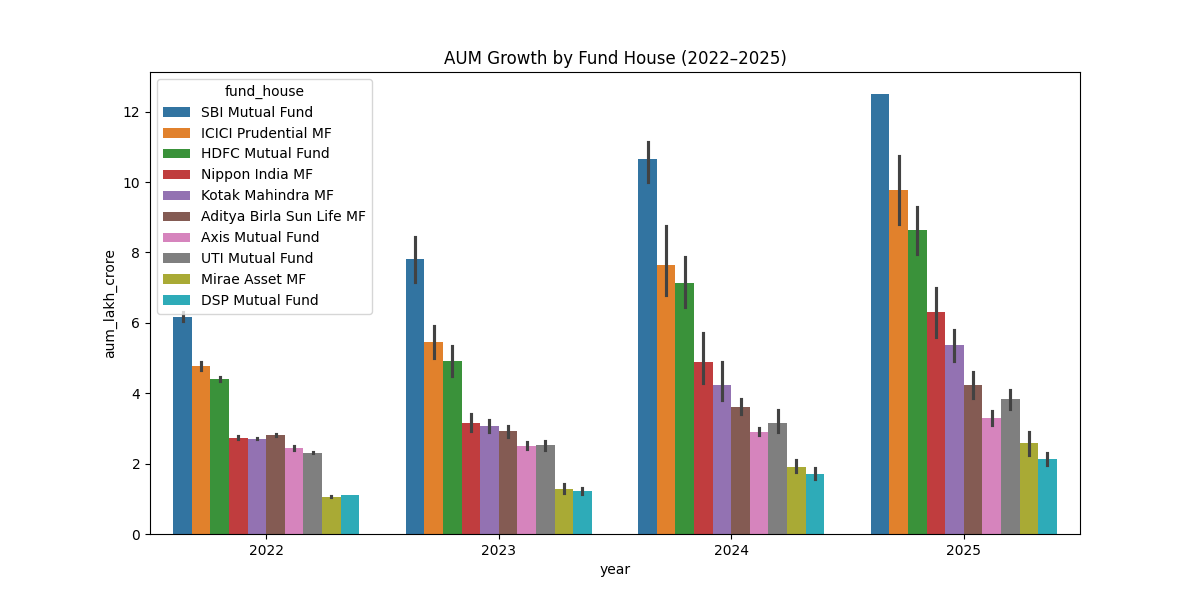 AUM Growth by Fund House (2022–2025)
fund_house
SBI Mutual Fund
ICICI Prudential MF
HDFC Mutual Fund
Nippon India MF
Kotak Mahindra MF
Aditya Birla Sun Life MF
Axis Mutual Fund
UTI Mutual Fund
Mirae Asset MF
DSP Mutual Fund
aum_lakh_crore
12
10
8
6
4
2
0
2022 2023 2024 2025
year